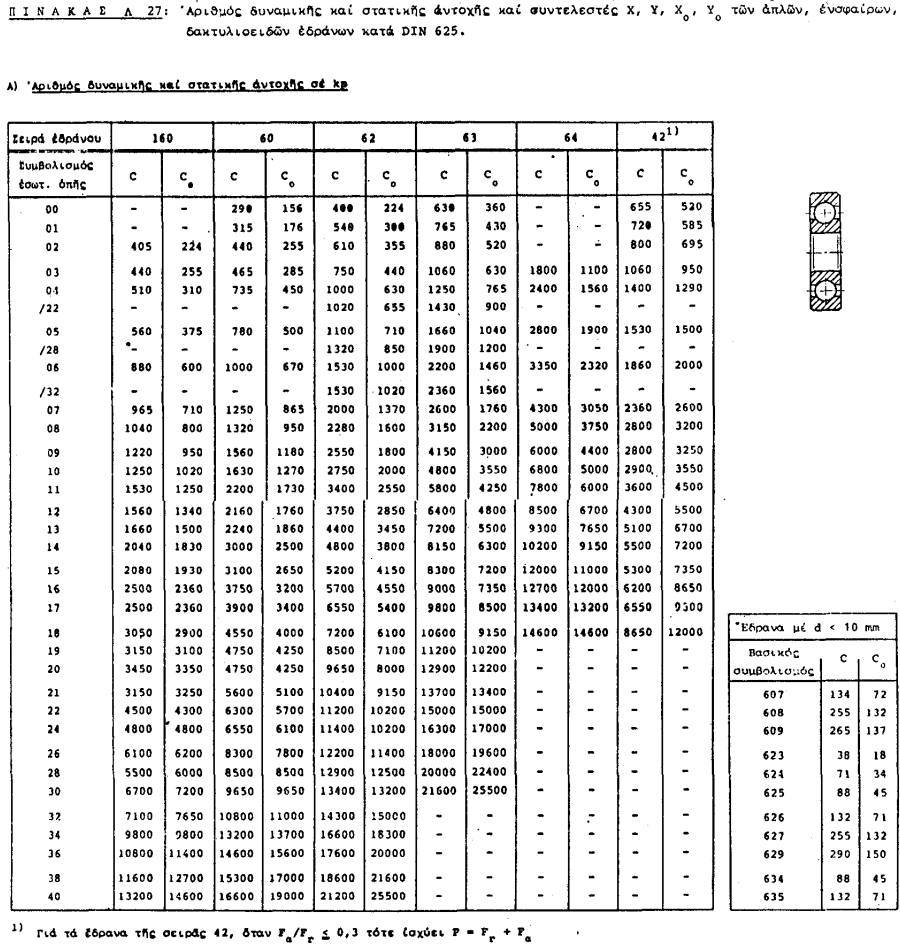 Π Ι Ν Α Κ Α Σ Λ 27: Ἀριθμός δυναμικῆς καί στατικῆς ἀντοχῆς καί συντελεστές X, Y, X₀, Y₀ τῶν ἁπλῶν, ἑνσφαίρων,
δακτυλιοειδῶν ἑδράνων κατά DIN 625.
A) Ἀριθμός δυναμικῆς καί στατικῆς ἀντοχῆς σέ kp
Σειρά ἑδράνου 160 60 62 63 64 42¹⁾
Συμβολισμός
ἐσωτ. ὀπῆς C C₀ C C₀ C C₀ C C₀ C C₀ C C₀
00 - - 290 156 400 224 630 360 - - 655 520
01 - - 315 176 540 300 765 430 - - 720 585
02 405 224 440 255 610 355 880 520 - - 800 695
03 440 255 465 285 750 440 1060 630 1800 1100 1060 950
04 510 310 735 450 1000 630 1250 765 2400 1560 1400 1290
/22 - - - - 1020 655 1430 900 - - - -
05 560 375 780 500 1100 710 1660 1040 2800 1900 1530 1500
/28 - - - - 1320 850 1900 1200 - - - -
06 880 600 1000 670 1530 1000 2200 1460 3350 2320 1860 2000
/32 - - - - 1530 1020 2360 1560 - - - -
07 965 710 1250 865 2000 1370 2600 1760 4300 3050 2360 2600
08 1040 800 1320 950 2280 1600 3150 2200 5000 3750 2800 3200
09 1220 950 1560 1180 2550 1800 4150 3000 6000 4400 2800 3250
10 1250 1020 1630 1270 2750 2000 4800 3550 6800 5000 2900 3550
11 1530 1250 2200 1730 3400 2550 5800 4250 7800 6000 3600 4500
12 1560 1340 2160 1760 3750 2850 6400 4800 8500 6700 4300 5500
13 1660 1500 2240 1860 4400 3450 7200 5500 9300 7650 5100 6700
14 2040 1830 3000 2500 4800 3800 8150 6300 10200 9150 5500 7200
15 2080 1930 3100 2650 5200 4150 8300 7200 12000 11000 5300 7350
16 2500 2360 3750 3200 5700 4550 9000 7350 12700 12000 6200 8650
17 2500 2360 3900 3400 6550 5400 9800 8500 13400 13200 6550 9300
18 3050 2900 4550 4000 7200 6100 10600 9150 14600 14600 8650 12000
19 3150 3100 4750 4250 8500 7100 11200 10200 - - - -
20 3450 3350 4750 4250 9650 8000 12900 12200 - - - -
21 3150 3250 5600 5100 10400 9150 13700 13400 - - - -
22 4500 4300 6300 5700 11200 10200 15000 15000 - - - -
24 4800 4800 6550 6100 11400 10200 16300 17000 - - - -
26 6100 6200 8300 7800 12200 11400 18000 19600 - - - -
28 5500 6000 8500 8500 12900 12500 20000 22400 - - - -
30 6700 7200 9650 9650 13400 13200 21600 25500 - - - -
32 7100 7650 10800 11000 14300 15000 - - - - - -
34 9800 9800 13200 13700 16600 18300 - - - - - -
36 10800 11400 14600 15600 17600 20000 - - - - - -
38 11600 12700 15300 17000 18600 21600 - - - - - -
40 13200 14600 16600 19000 21200 25500 - - - - - -
Ἕδρανα μέ d < 10 mm
Βασικός
συμβολισμός C C₀
607 134 72
608 255 132
609 265 137
623 38 18
624 71 34
625 88 45
626 132 71
627 255 132
629 290 150
634 88 45
635 132 71
1) Γιά τά ἕδρανα τῆς σειρᾶς 42, ὅταν Fₐ/Fᵣ ≤ 0,3 τότε ἰσχύει P = Fᵣ + Fₐ